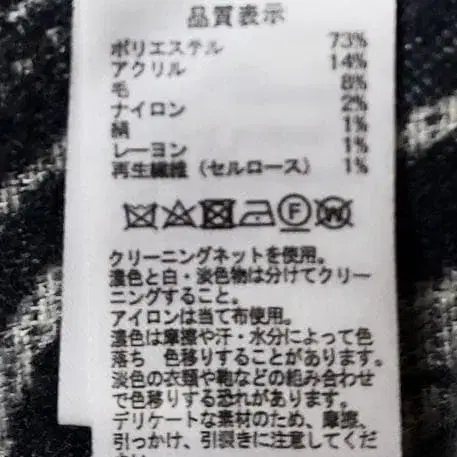 品質表示
ポリエステル 73%
アクリル 14%
毛 8%
ナイロン 2%
絹 1%
レーヨン 1%
再生繊維（セルロース） 1%
F W
クリーニングネットを使用。
濃色と白・淡色物は分けてクリー
ニングすること。
アイロンは当て布使用。
濃色は摩擦や汗・水分によって色
落ち 色移りすることがあります。
淡色の衣類や鞄などの組み合わせ
で色移りする恐れがあります。
デリケートな素材のため、摩擦、
引っかけ、引裂きに注意してくだ